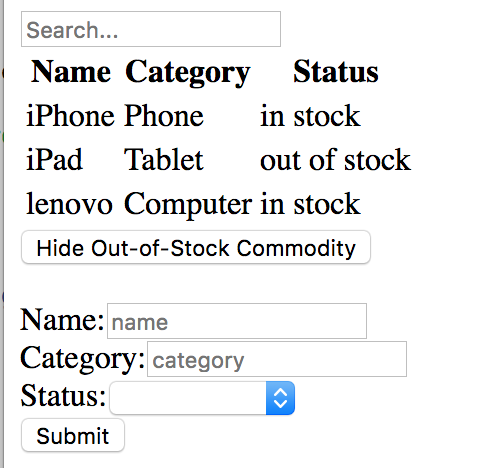 Search...
Name Category Status
iPhone Phone in stock
iPad Tablet out of stock
lenovo Computer in stock
Hide Out-of-Stock Commodity
Name: name
Category: category
Status:
Submit